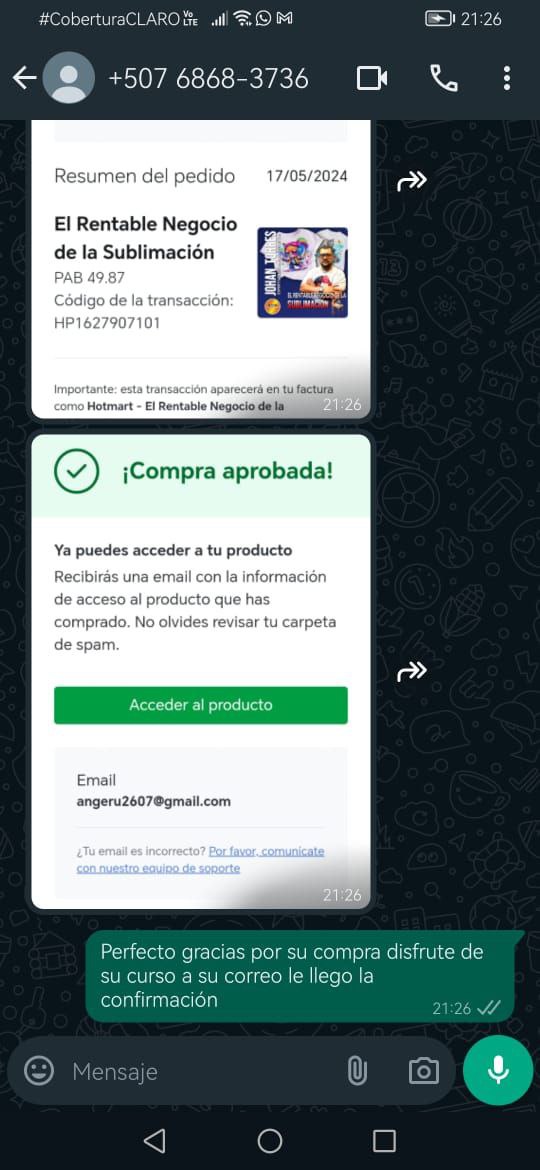 #CoberturaCLARO Vo LTE 21:26
+507 6868-3736
Resumen del pedido 17/05/2024
El Rentable Negocio
de la Sublimación
PAB 49.87
Código de la transacción:
HP1627907101
JOHAN TORRES
EL RENTABLE NEGOCIO DE LA
SUBLIMACIÓN
Importante: esta transacción aparecerá en tu factura
como Hotmart - El Rentable Negocio de la 21:26
¡Compra aprobada!
Ya puedes acceder a tu producto
Recibirás una email con la información
de acceso al producto que has
comprado. No olvides revisar tu carpeta
de spam.
Acceder al producto
Email
angeru2607@gmail.com
¿Tu email es incorrecto? Por favor, comunícate
con nuestro equipo de soporte
21:26
Perfecto gracias por su compra disfrute de
su curso a su correo le llego la
confirmación
21:26
Mensaje